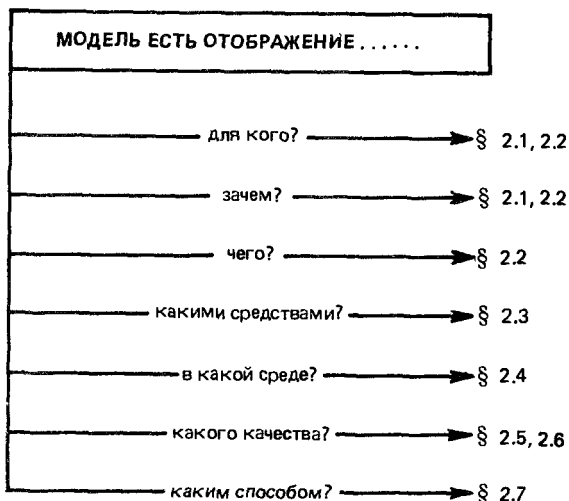 МОДЕЛЬ ЕСТЬ ОТОБРАЖЕНИЕ......
для кого? § 2.1, 2.2
зачем? § 2.1, 2.2
чего? § 2.2
какими средствами? § 2.3
в какой среде? § 2.4
какого качества? § 2.5, 2.6
каким способом? § 2.7